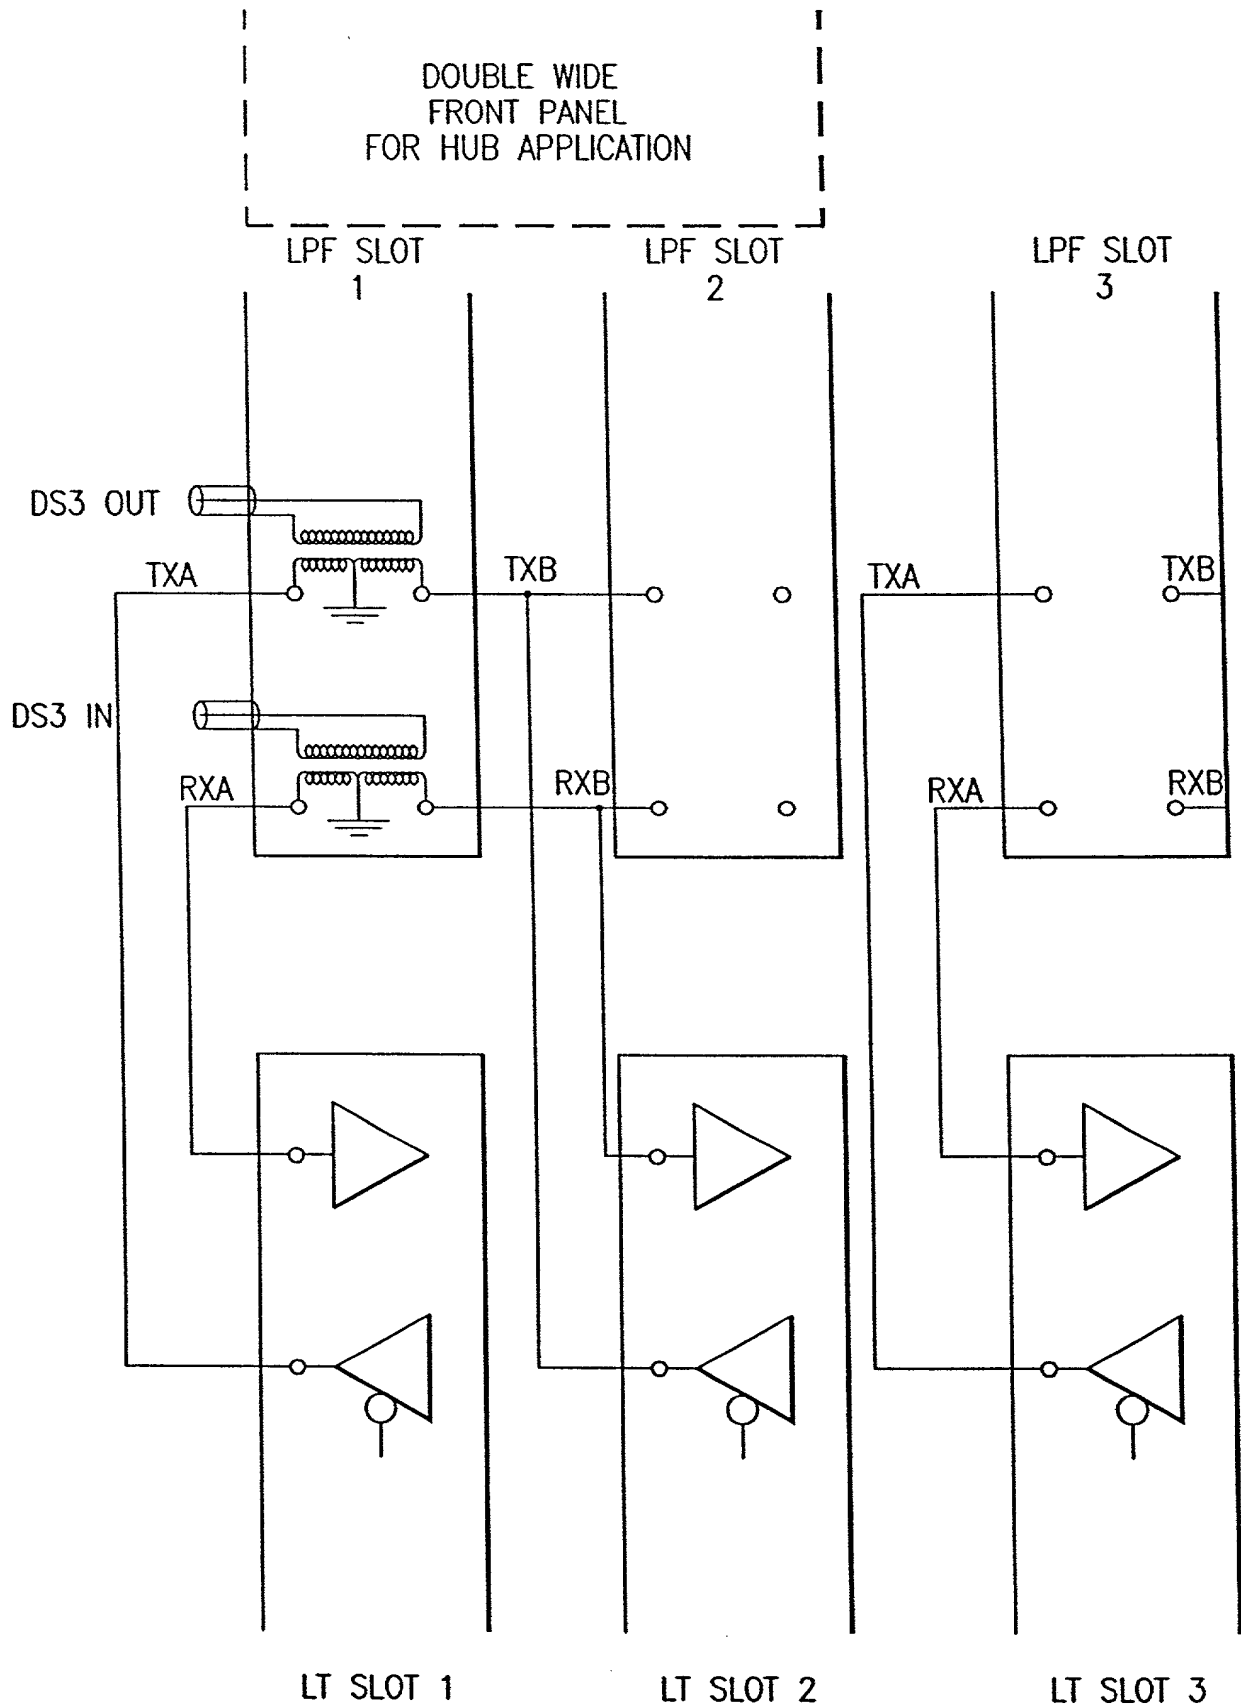 DOUBLE WIDE
FRONT PANEL
FOR HUB APPLICATION
LPF SLOT
1
LPF SLOT
2
LPF SLOT
3
DS3 OUT
TXA
TXB
TXA
TXB
DS3 IN
RXA
RXB
RXA
RXB
LT SLOT 1
LT SLOT 2
LT SLOT 3